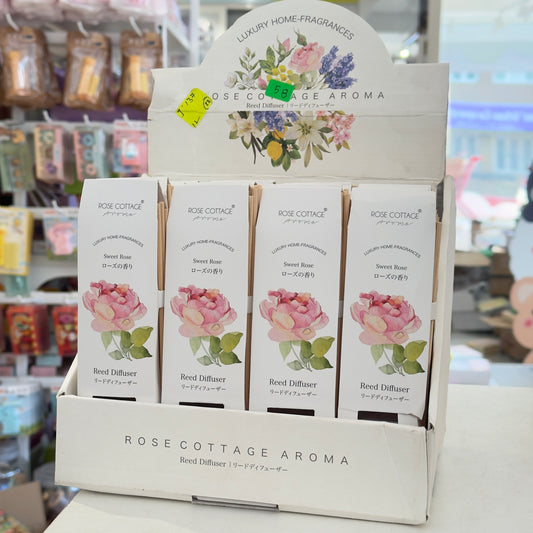 LUXURY HOME-FRAGRANCES
58
ROSE COTTAGE AROMA
Reed Diffuser | リードディフューザー
ROSE COTTAGE®
Aroma
LUXURY HOME-FRAGRANCES
Sweet Rose
ローズの香り
Reed Diffuser
リードディフューザー
ROSE COTTAGE®
Aroma
LUXURY HOME-FRAGRANCES
Sweet Rose
ローズの香り
Reed Diffuser
リードディフューザー
ROSE COTTAGE®
Aroma
LUXURY HOME-FRAGRANCES
Sweet Rose
ローズの香り
Reed Diffuser
リードディフューザー
ROSE COTTAGE®
Aroma
LUXURY HOME-FRAGRANCES
Sweet Rose
ローズの香り
Reed Diffuser
リードディフューザー
ROSE COTTAGE AROMA
Reed Diffuser | リードディフューザー